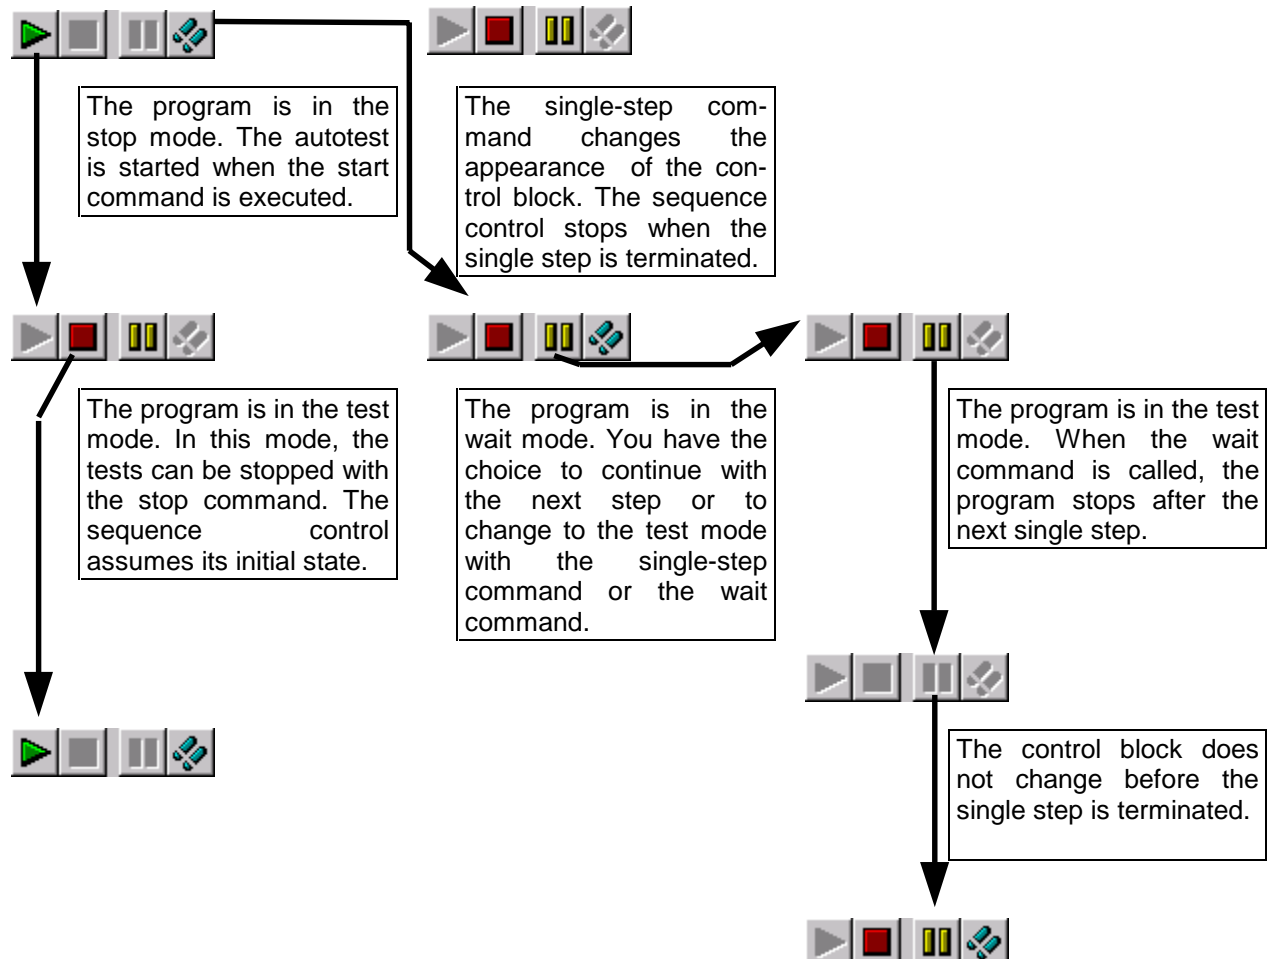 The program is in the
stop mode. The autotest
is started when the start
command is executed.
The single-step com-
mand changes the
appearance of the con-
trol block. The sequence
control stops when the
single step is terminated.
The program is in the test
mode. In this mode, the
tests can be stopped with
the stop command. The
sequence control
assumes its initial state.
The program is in the
wait mode. You have the
choice to continue with
the next step or to
change to the test mode
with the single-step
command or the wait
command.
The program is in the test
mode. When the wait
command is called, the
program stops after the
next single step.
The control block does
not change before the
single step is terminated.